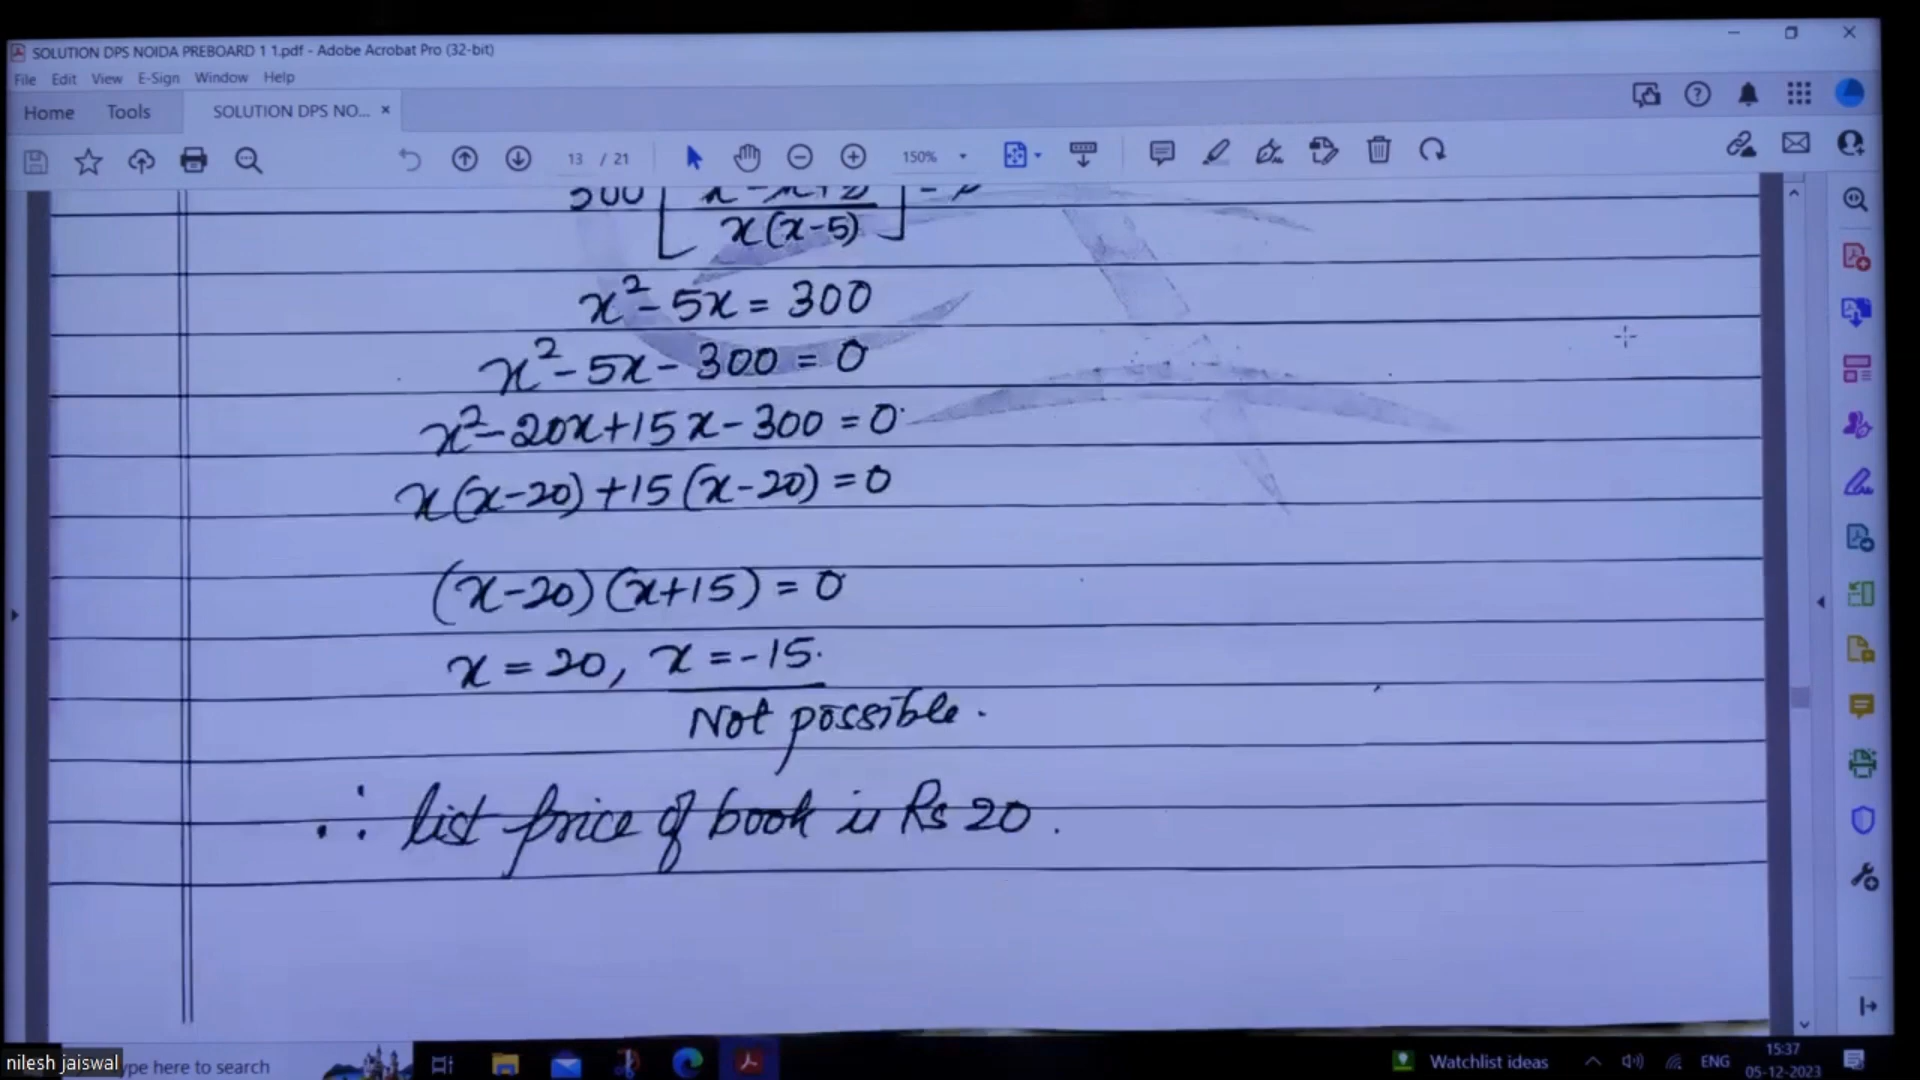 SOLUTION DPS NOIDA PREBOARD 1 1.pdf - Adobe Acrobat Pro (32-bit)
File Edit View E-Sign Window Help
Home Tools SOLUTION DPS NO... ×
13 / 21 150%
x(x-5)
x² - 5x = 300
x² - 5x - 300 = 0
x² - 20x + 15x - 300 = 0
x(x-20) + 15(x-20) = 0
(x-20)(x+15) = 0
x = 20, x = -15.
Not possible.
∴ list price of book is Rs 20.
nilesh jaiswal
ype here to search
Watchlist ideas
ENG
15:37
05-12-2023